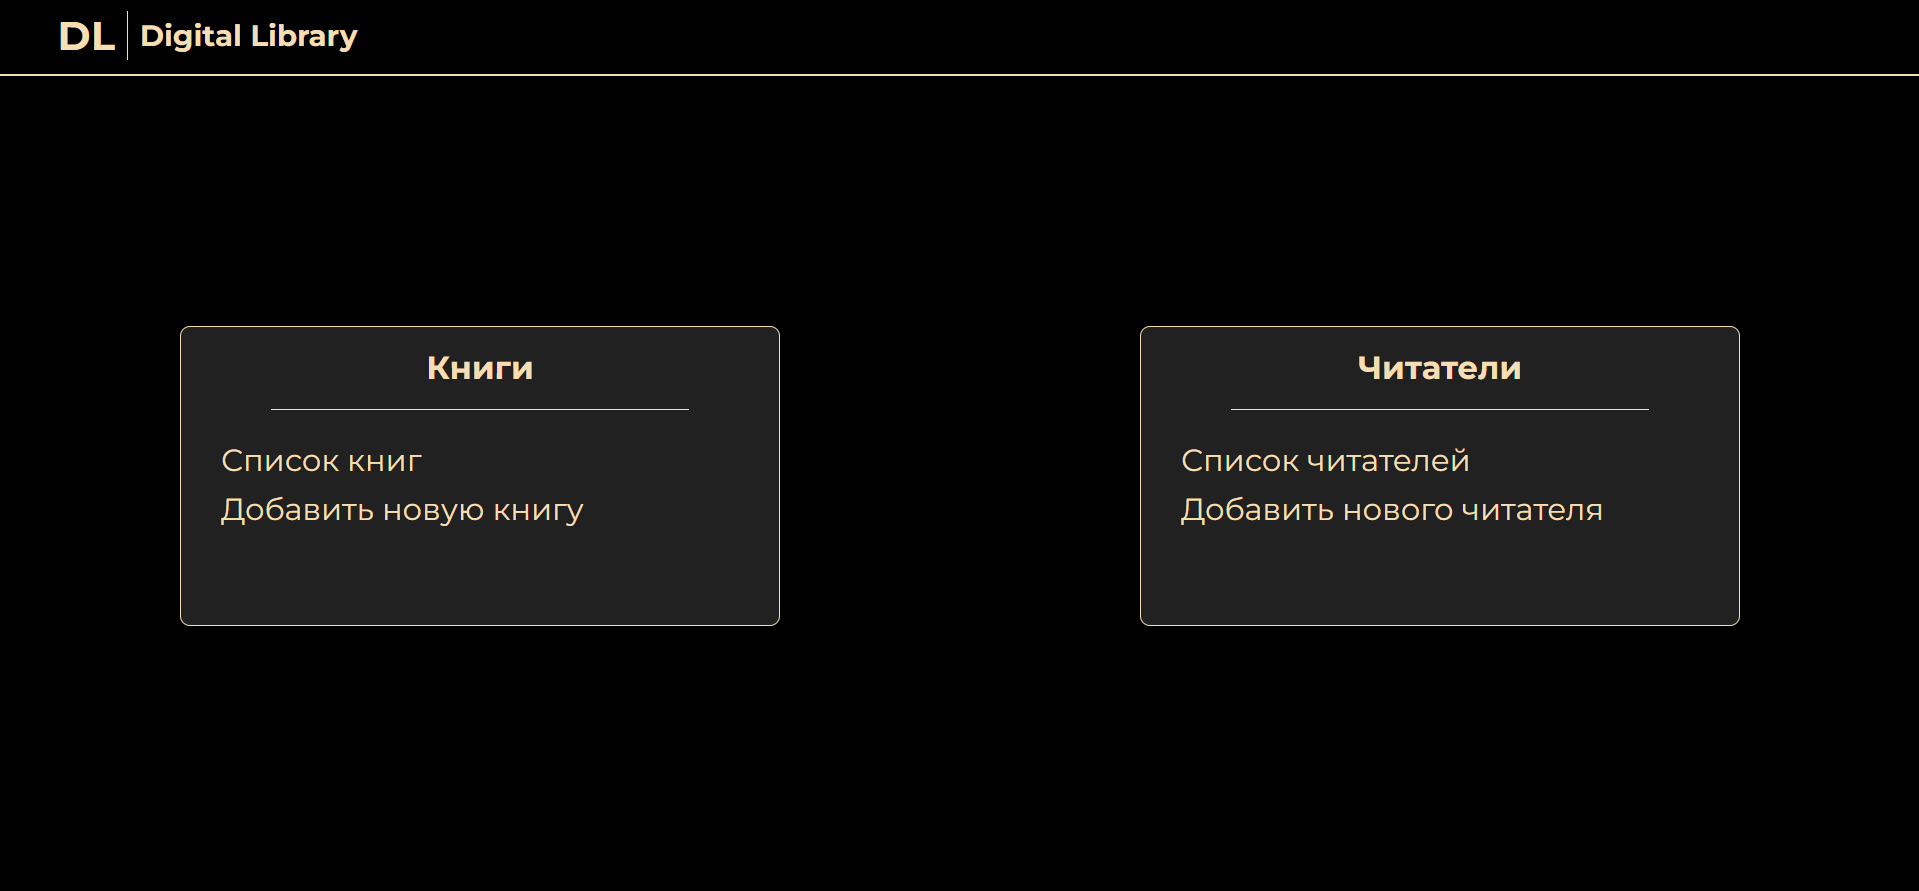 DL Digital Library
Книги
Список книг
Добавить новую книгу
Читатели
Список читателей
Добавить нового читателя